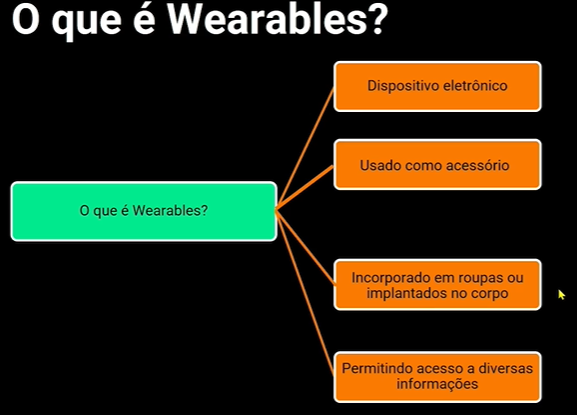 O que é Wearables?
Dispositivo eletrônico
Usado como acessório
O que é Wearables?
Incorporado em roupas ou
implantados no corpo
Permitindo acesso a diversas
informações